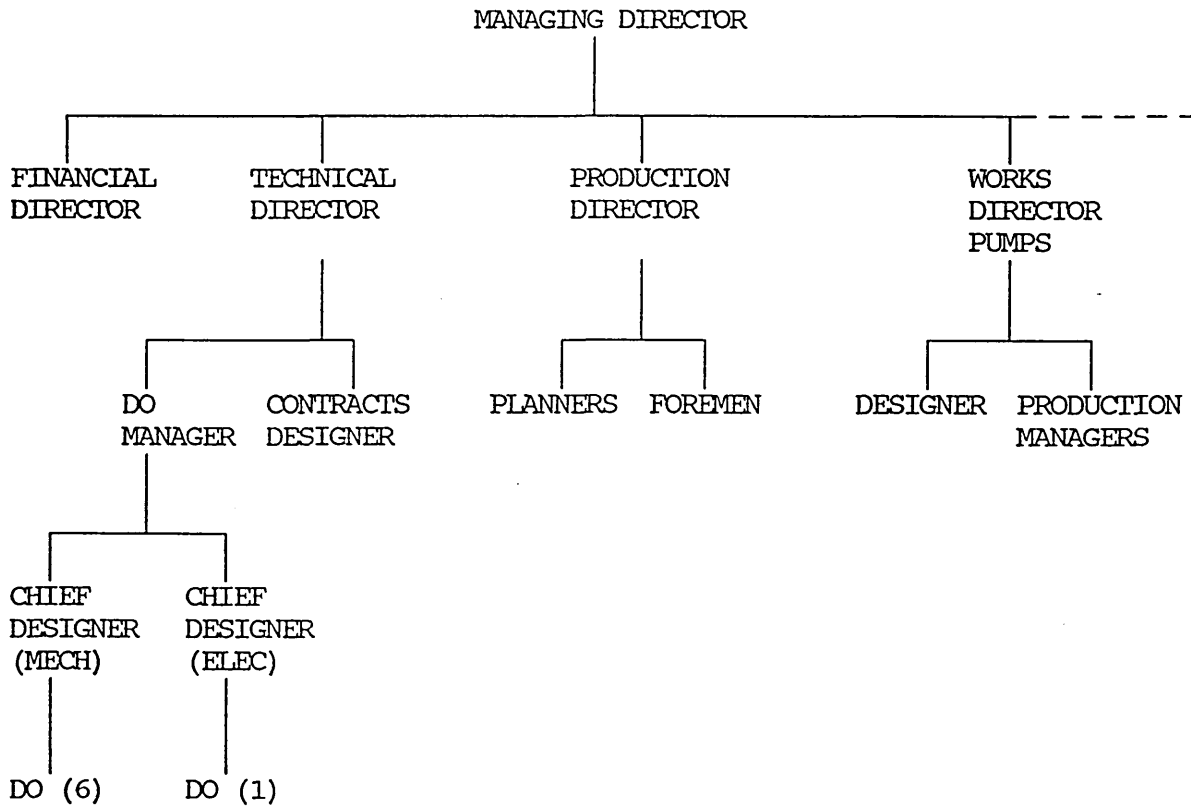 MANAGING DIRECTOR
FINANCIAL DIRECTOR
TECHNICAL DIRECTOR
PRODUCTION DIRECTOR
WORKS DIRECTOR PUMPS
DO MANAGER
CONTRACTS DESIGNER
PLANNERS
FOREMEN
DESIGNER
PRODUCTION MANAGERS
CHIEF DESIGNER (MECH)
CHIEF DESIGNER (ELEC)
DO (6)
DO (1)